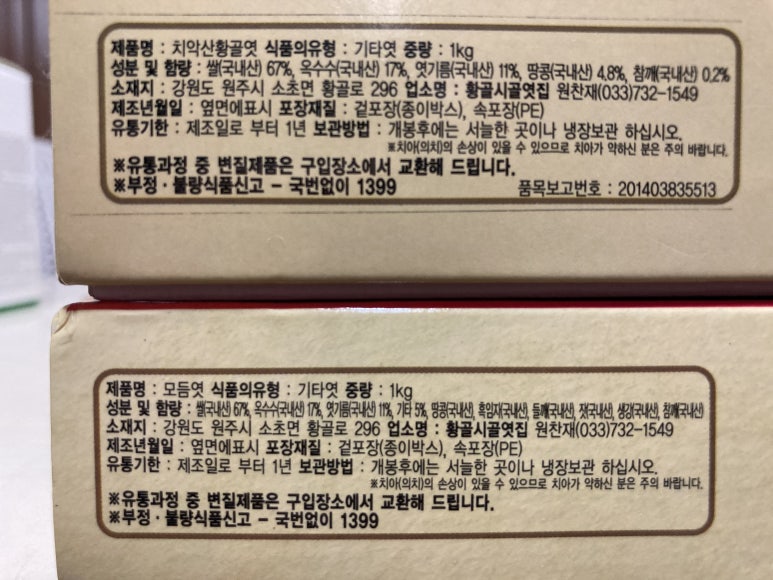 제품명 : 치악산황골엿 식품의유형 : 기타엿 중량 : 1kg
성분 및 함량 : 쌀(국내산) 67%, 옥수수(국내산) 17%, 엿기름(국내산) 11%, 땅콩(국내산) 4.8%, 참깨(국내산) 0.2%
소재지 : 강원도 원주시 소초면 황골로 296 업소명 : 황골시골엿집 원찬재(033)732-1549
제조년월일 : 옆면에표시 포장재질 : 겉포장(종이박스), 속포장(PE)
유통기한 : 제조일로 부터 1년 보관방법 : 개봉후에는 서늘한 곳이나 냉장보관 하십시오.
※치아(의치)의 손상이 있을 수 있으므로 치아가 약하신 분은 주의 바랍니다.
※유통과정 중 변질제품은 구입장소에서 교환해 드립니다.
※부정·불량식품신고 - 국번없이 1399 품목보고번호 : 201403835513
제품명 : 모듬엿 식품의유형 : 기타엿 중량 : 1kg
성분 및 함량 : 쌀(국내산) 67%, 옥수수(국내산) 17%, 엿기름(국내산) 11%, 기타 5%, 땅콩(국내산), 흑임자(국내산), 들깨(국내산), 잣(국내산), 생강(국내산), 참깨(국내산)
소재지 : 강원도 원주시 소초면 황골로 296 업소명 : 황골시골엿집 원찬재(033)732-1549
제조년월일 : 옆면에표시 포장재질 : 겉포장(종이박스), 속포장(PE)
유통기한 : 제조일로 부터 1년 보관방법 : 개봉후에는 서늘한 곳이나 냉장보관 하십시오.
※치아(의치)의 손상이 있을 수 있으므로 치아가 약하신 분은 주의 바랍니다.
※유통과정 중 변질제품은 구입장소에서 교환해 드립니다.
※부정·불량식품신고 - 국번없이 1399